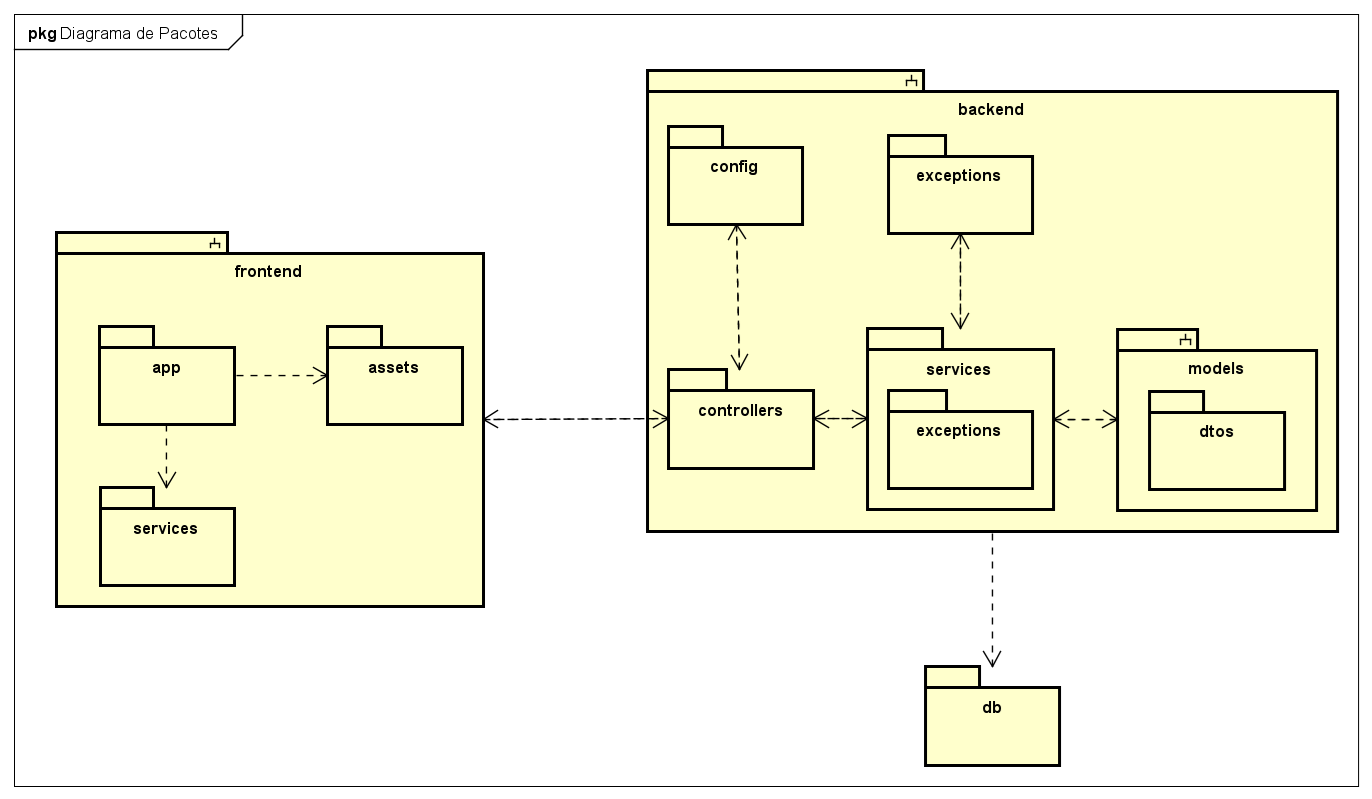 pkg Diagrama de Pacotes
backend
config
exceptions
frontend
app
assets
services
exceptions
models
dtos
controllers
services
db